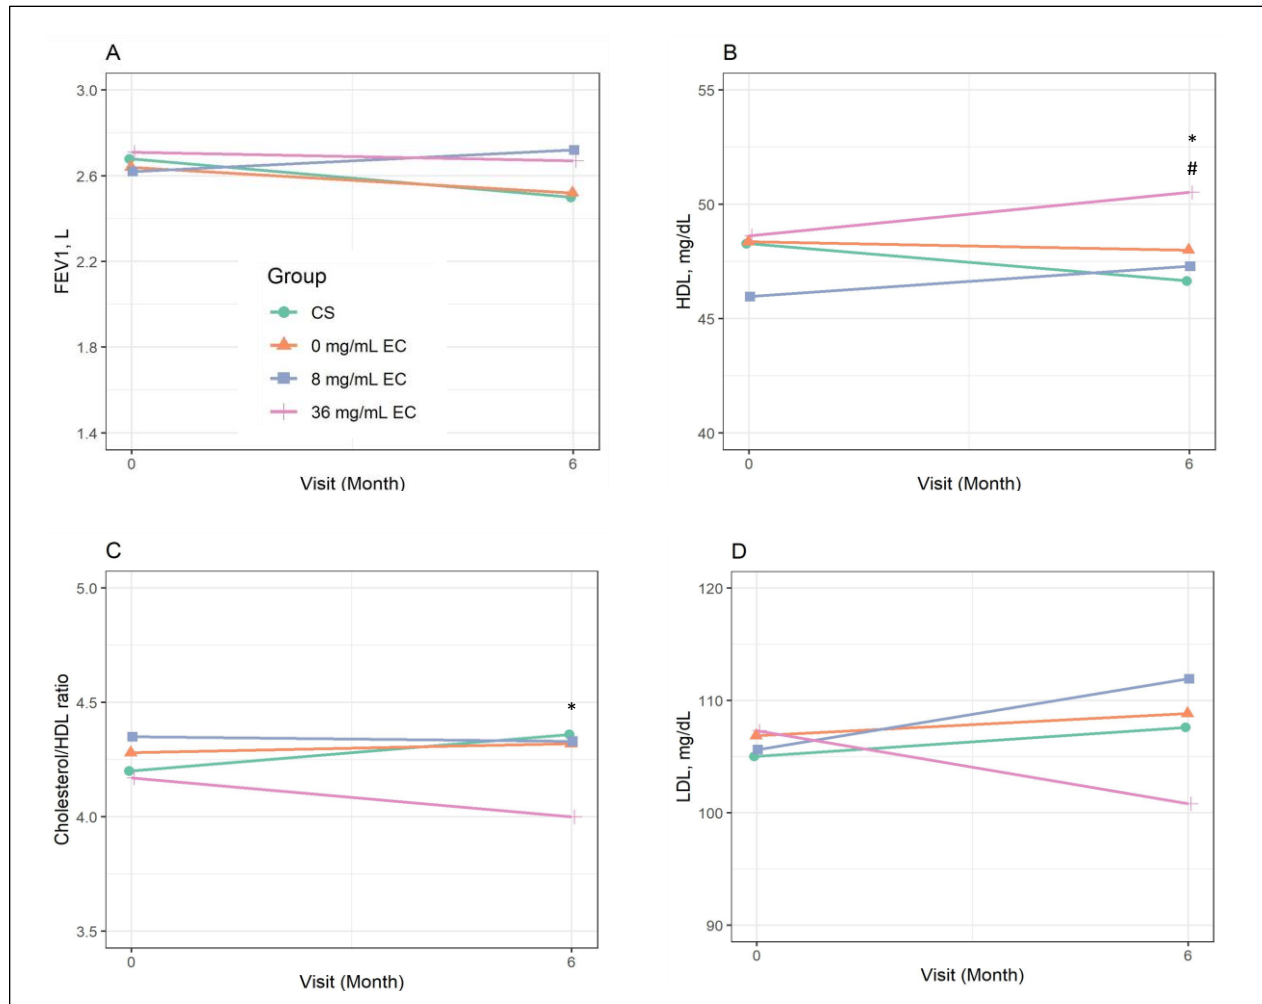 A
3.0
2.6
2.2
1.8
1.4
FEV1, L
Group
CS
0 mg/mL EC
8 mg/mL EC
36 mg/mL EC
0
6
Visit (Month)
B
55
50
45
40
HDL, mg/dL
*
#
0
6
Visit (Month)
C
5.0
4.5
4.0
3.5
Cholesterol/HDL ratio
*
0
6
Visit (Month)
D
120
110
100
90
LDL, mg/dL
0
6
Visit (Month)